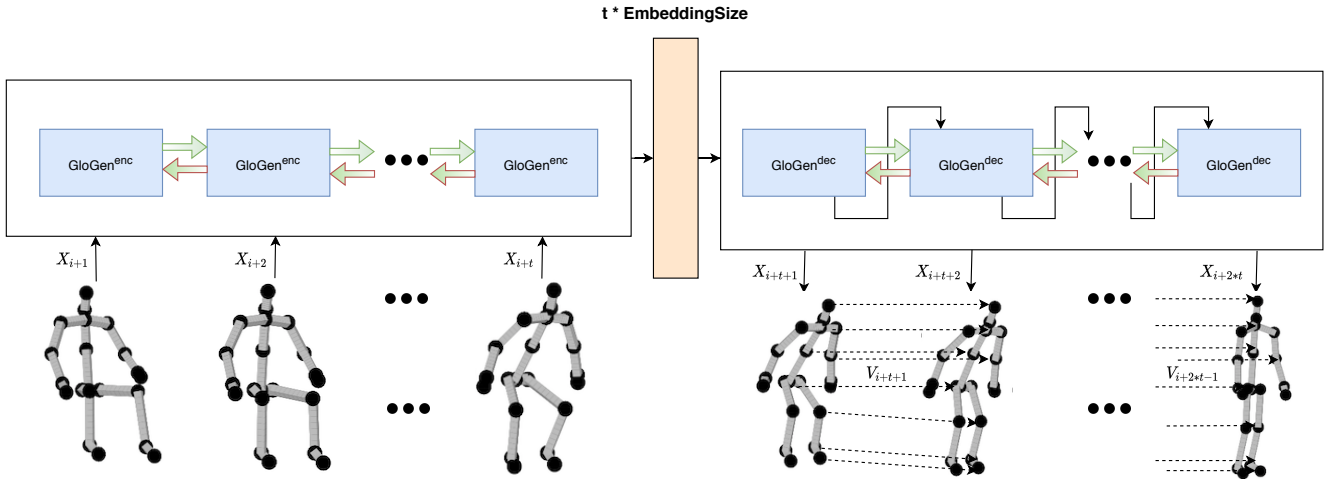 t * EmbeddingSize
GloGen^enc
GloGen^enc
GloGen^enc
GloGen^dec
GloGen^dec
GloGen^dec
X_{i+1}
X_{i+2}
X_{i+t}
X_{i+t+1}
X_{i+t+2}
X_{i+2*t}
V_{i+t+1}
V_{i+2*t-1}